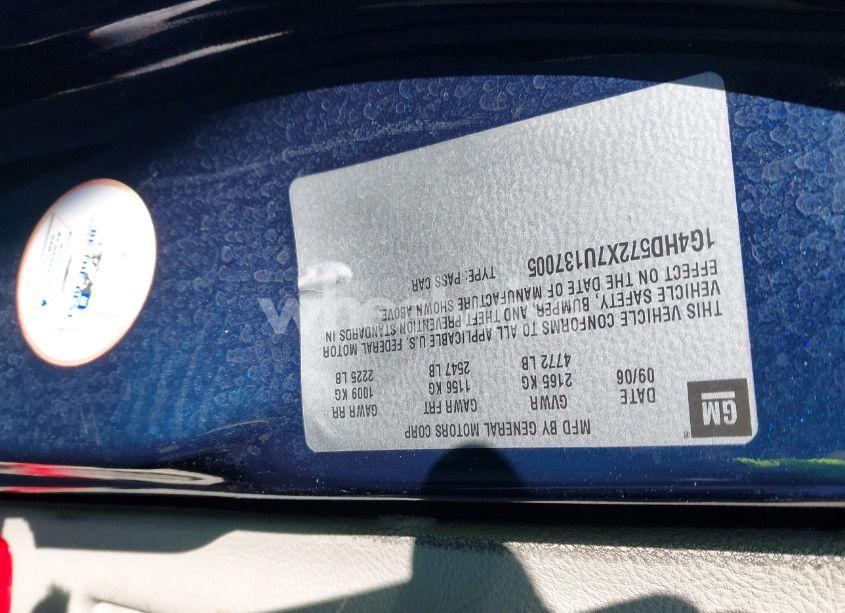 GM
MFD BY GENERAL MOTORS CORP
DATE GVWR GAWR FRT GAWR RR
09/06 2165 KG 1156 KG 1009 KG
4772 LB 2547 LB 2225 LB
THIS VEHICLE CONFORMS TO ALL APPLICABLE U.S. FEDERAL MOTOR
VEHICLE SAFETY, BUMPER, AND THEFT PREVENTION STANDARDS IN
EFFECT ON THE DATE OF MANUFACTURE SHOWN ABOVE
1G4HD572X7U137005 TYPE: PASS CAR